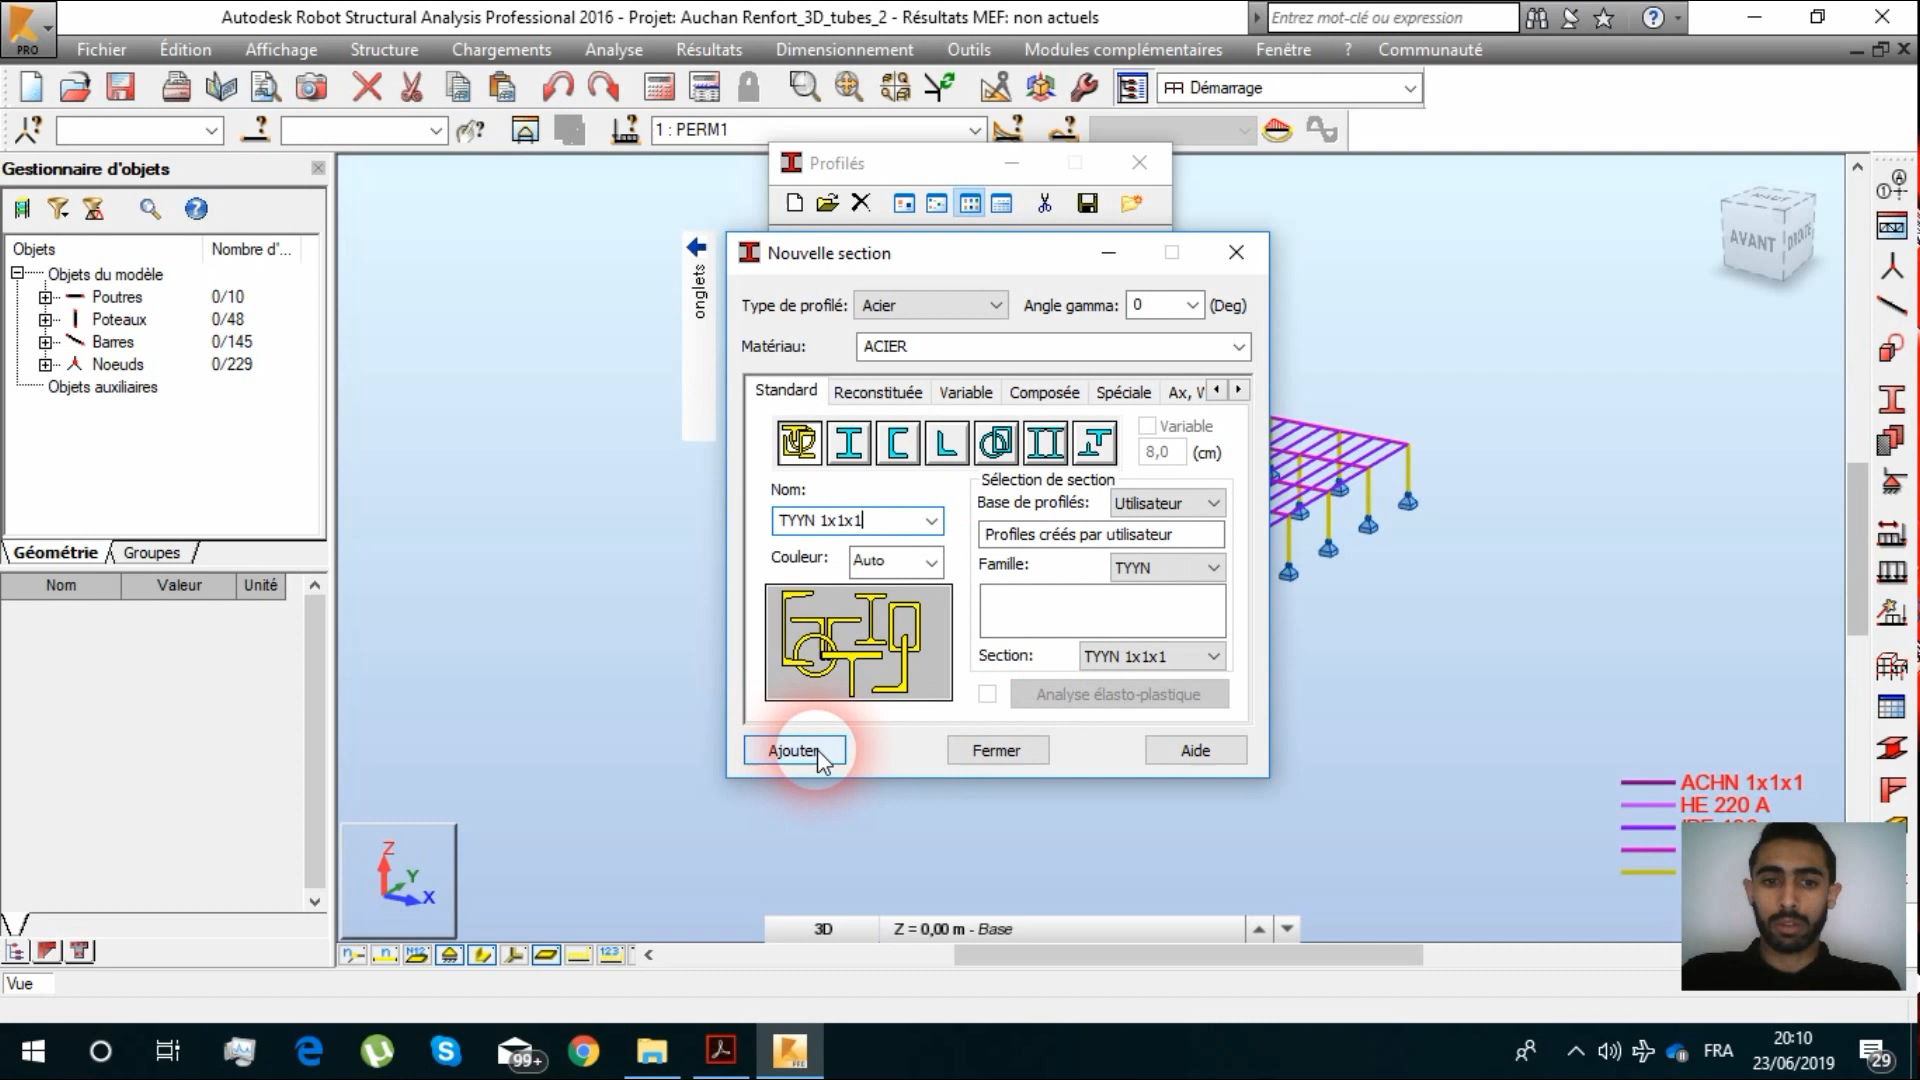 Autodesk Robot Structural Analysis Professional 2016 - Projet: Auchan Renfort_3D_tubes_2 - Résultats MEF: non actuels
Entrez mot-clé ou expression
PRO
Fichier Édition Affichage Structure Chargements Analyse Résultats Dimensionnement Outils Modules complémentaires Fenêtre ? Communauté
Démarrage
1 : PERM1
Gestionnaire d'objets
Profilés
Objets Nombre d'...
Objets du modèle
Poutres 0/10
Poteaux 0/48
Barres 0/145
Noeuds 0/229
Objets auxiliaires
Géométrie Groupes
Nom Valeur Unité
onglets
Nouvelle section
Type de profilé: Acier Angle gamma: 0 (Deg)
Matériau: ACIER
Standard Reconstituée Variable Composée Spéciale Ax, V
Variable
8,0 (cm)
Nom:
TYYN 1x1x1
Couleur: Auto
Sélection de section
Base de profilés: Utilisateur
Profiles créés par utilisateur
Famille: TYYN
Section: TYYN 1x1x1
Analyse élasto-plastique
Ajouter Fermer Aide
HAUT
AVANT DROITE
ACHN 1x1x1
HE 220 A
Z
Y
X
3D Z = 0,00 m - Base
Vue
99+
FRA
20:10
23/06/2019
29